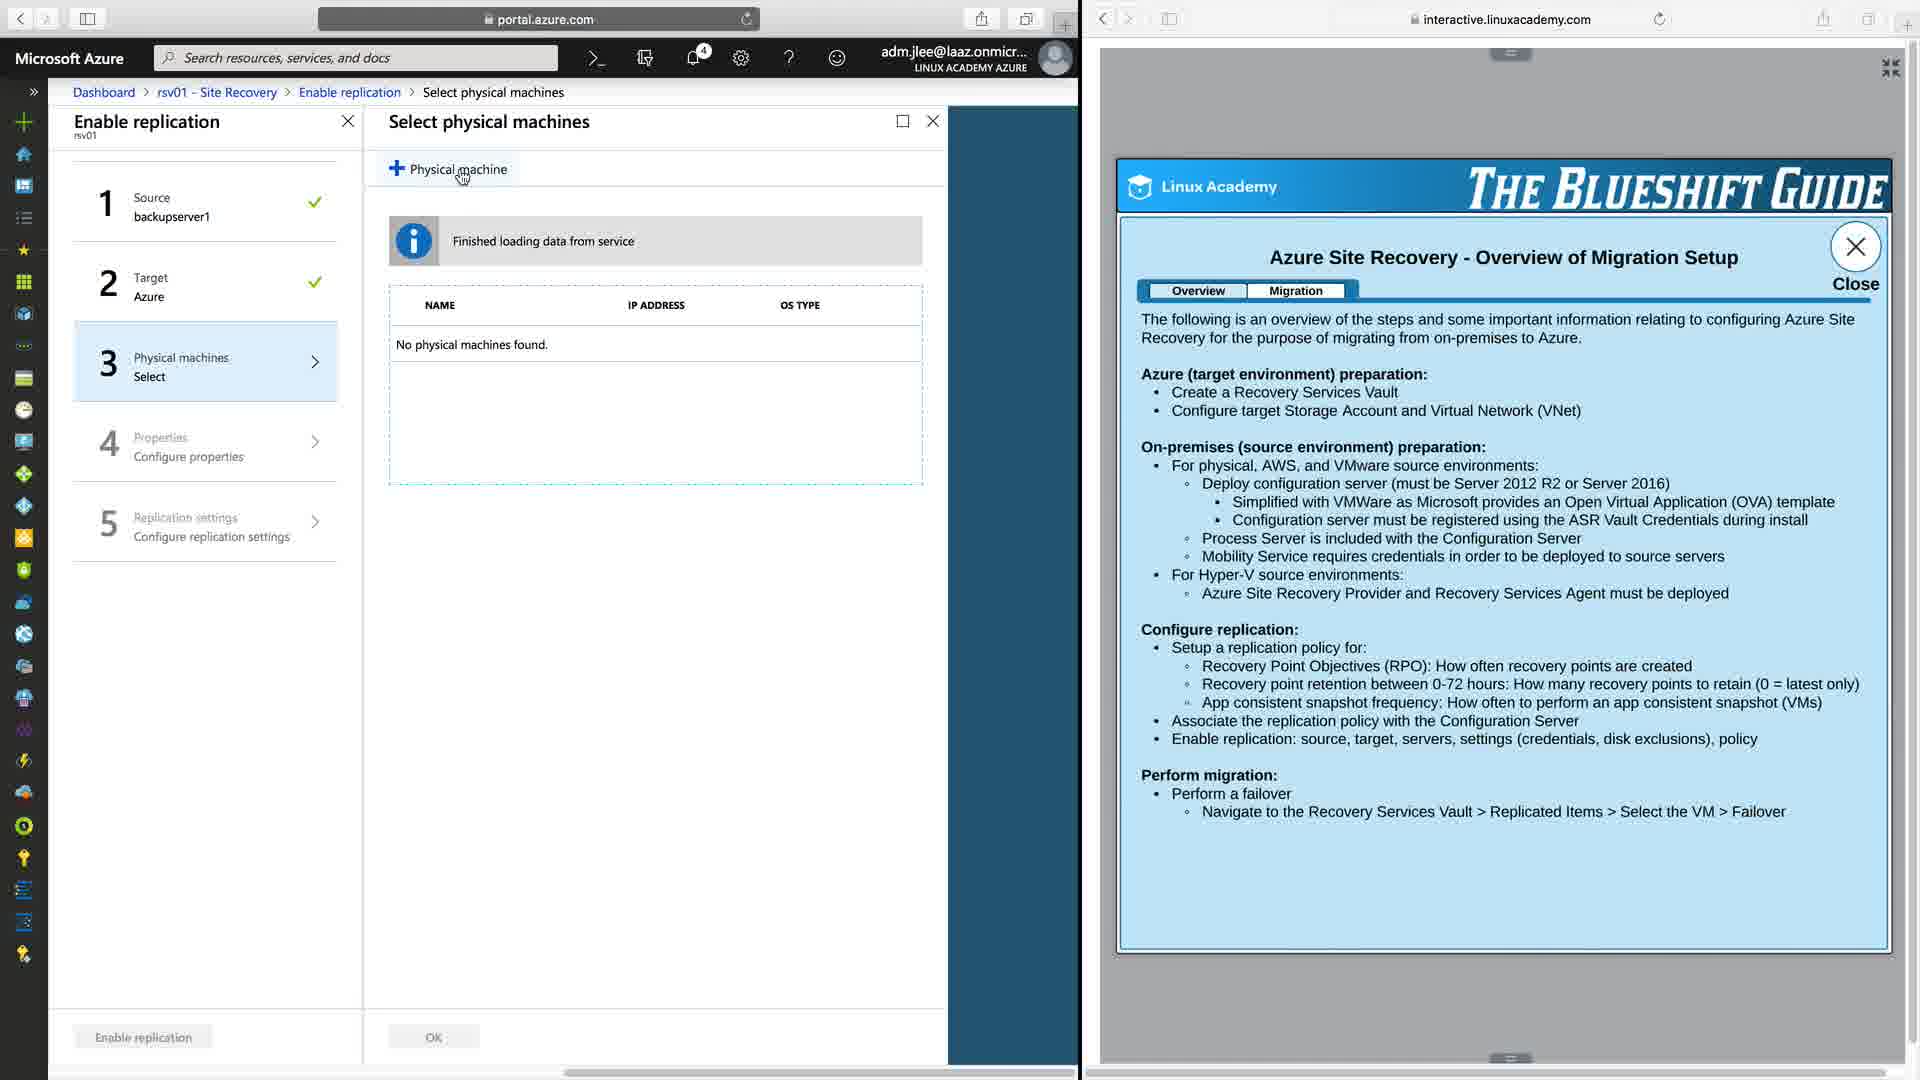 portal.azure.com
Microsoft Azure
Search resources, services, and docs
4
adm.jlee@laaz.onmicr...
LINUX ACADEMY AZURE
Dashboard > rsv01 - Site Recovery > Enable replication > Select physical machines
Enable replication
rsv01
1
Source
backupserver1
2
Target
Azure
3
Physical machines
Select
4
Properties
Configure properties
5
Replication settings
Configure replication settings
Enable replication
Select physical machines
Physical machine
Finished loading data from service
NAME IP ADDRESS OS TYPE
No physical machines found.
OK
interactive.linuxacademy.com
Linux Academy
THE BLUESHIFT GUIDE
Azure Site Recovery - Overview of Migration Setup
Close
Overview Migration
The following is an overview of the steps and some important information relating to configuring Azure Site
Recovery for the purpose of migrating from on-premises to Azure.
Azure (target environment) preparation:
• Create a Recovery Services Vault
• Configure target Storage Account and Virtual Network (VNet)
On-premises (source environment) preparation:
• For physical, AWS, and VMware source environments:
◦ Deploy configuration server (must be Server 2012 R2 or Server 2016)
▪ Simplified with VMWare as Microsoft provides an Open Virtual Application (OVA) template
▪ Configuration server must be registered using the ASR Vault Credentials during install
◦ Process Server is included with the Configuration Server
◦ Mobility Service requires credentials in order to be deployed to source servers
• For Hyper-V source environments:
◦ Azure Site Recovery Provider and Recovery Services Agent must be deployed
Configure replication:
• Setup a replication policy for:
◦ Recovery Point Objectives (RPO): How often recovery points are created
◦ Recovery point retention between 0-72 hours: How many recovery points to retain (0 = latest only)
◦ App consistent snapshot frequency: How often to perform an app consistent snapshot (VMs)
• Associate the replication policy with the Configuration Server
• Enable replication: source, target, servers, settings (credentials, disk exclusions), policy
Perform migration:
• Perform a failover
◦ Navigate to the Recovery Services Vault > Replicated Items > Select the VM > Failover